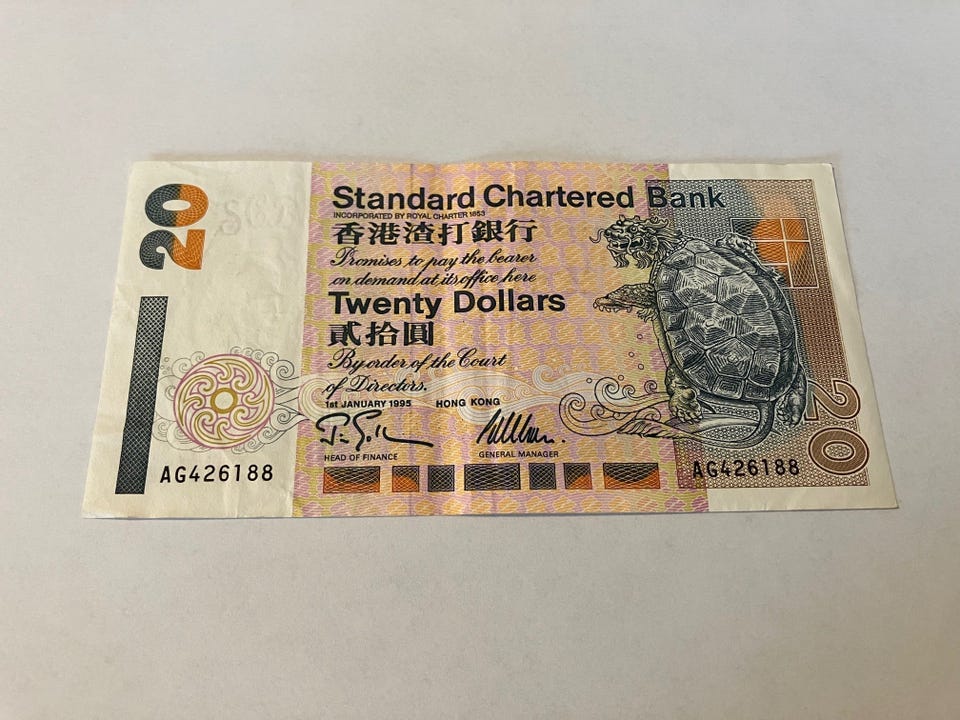 20
Standard Chartered Bank
INCORPORATED BY ROYAL CHARTER 1853
香港渣打銀行
Promises to pay the bearer
on demand at its office here
Twenty Dollars
貳拾圓
By order of the Court
of Directors.
1st JANUARY 1995 HONG KONG
HEAD OF FINANCE GENERAL MANAGER
AG426188
AG426188
20